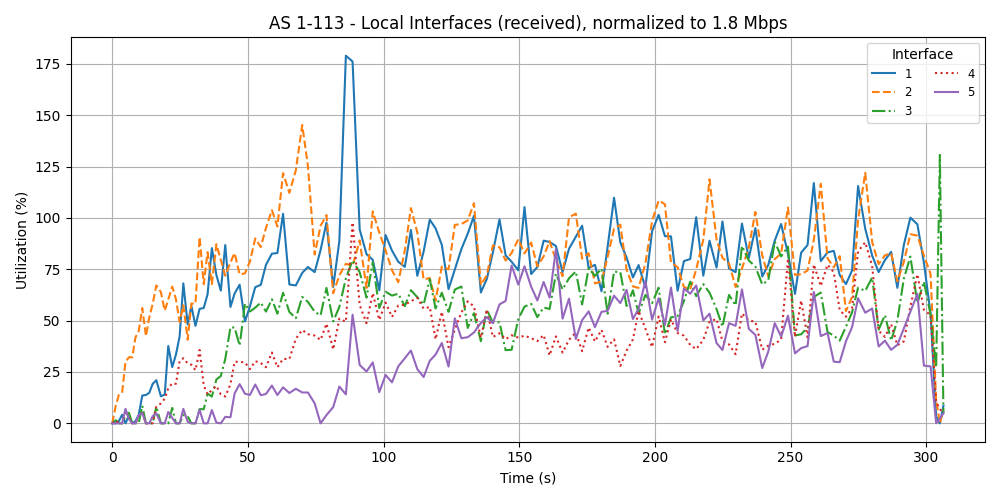 AS 1-113 - Local Interfaces (received), normalized to 1.8 Mbps
Utilization (%)
175
150
125
100
75
50
25
0
0 50 100 150 200 250 300
Time (s)
Interface
1 4
2 5
3